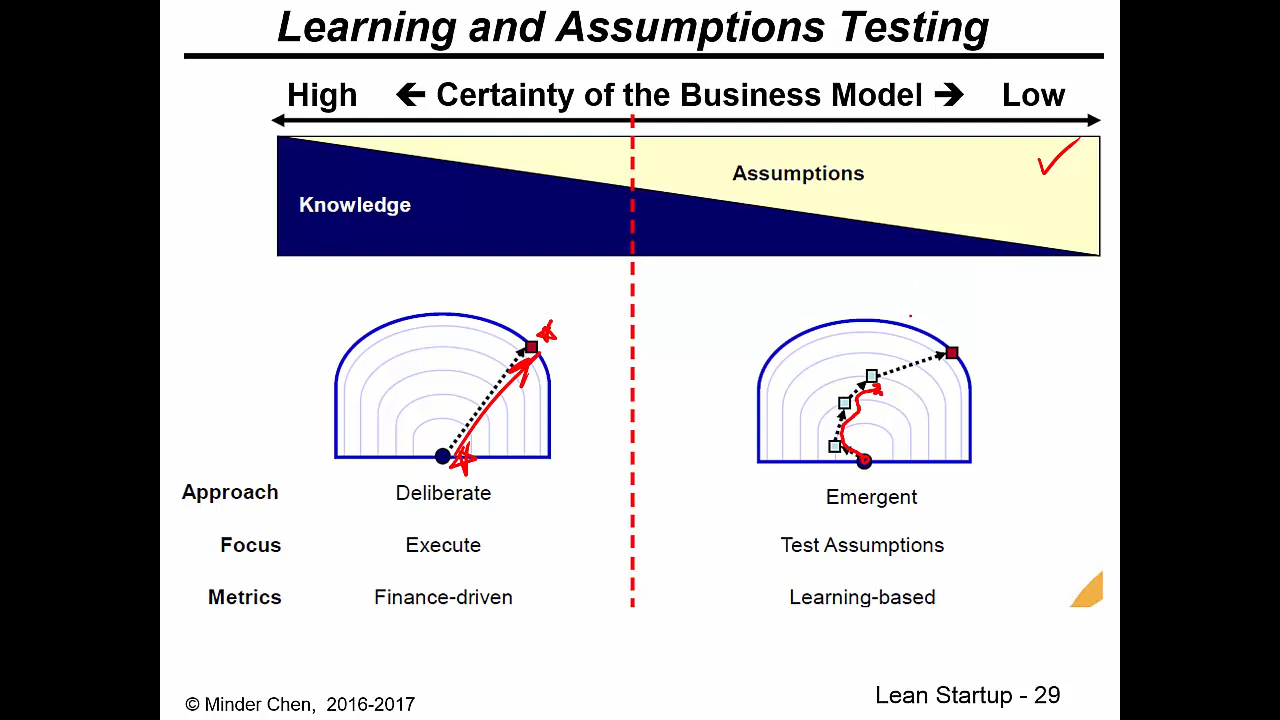 Learning and Assumptions Testing
High ← Certainty of the Business Model → Low
Assumptions
Knowledge
Approach Deliberate Emergent
Focus Execute Test Assumptions
Metrics Finance-driven Learning-based
© Minder Chen, 2016-2017
Lean Startup - 29